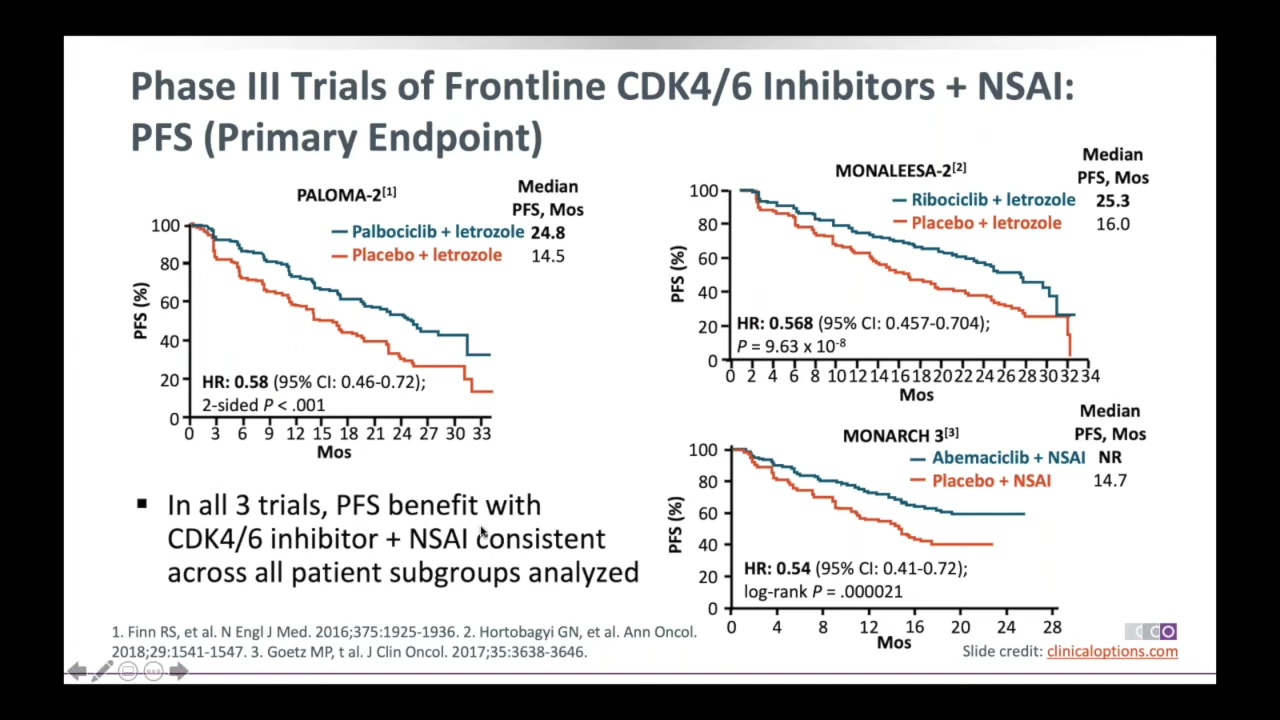 Phase III Trials of Frontline CDK4/6 Inhibitors + NSAI:
PFS (Primary Endpoint)
PALOMA-2[1]
Median
PFS, Mos
Palbociclib + letrozole 24.8
Placebo + letrozole 14.5
PFS (%)
100
80
60
40
20
0
HR: 0.58 (95% CI: 0.46-0.72);
2-sided P < .001
0 3 6 9 12 15 18 21 24 27 30 33
Mos
MONALEESA-2[2]
Median
PFS, Mos
Ribociclib + letrozole 25.3
Placebo + letrozole 16.0
PFS (%)
100
80
60
40
20
0
HR: 0.568 (95% CI: 0.457-0.704);
P = 9.63 x 10-8
0 2 4 6 8 10 12 14 16 18 20 22 24 26 28 30 32 34
Mos
MONARCH 3[3]
Median
PFS, Mos
Abemaciclib + NSAI NR
Placebo + NSAI 14.7
PFS (%)
100
80
60
40
20
0
HR: 0.54 (95% CI: 0.41-0.72);
log-rank P = .000021
0 4 8 12 16 20 24 28
Mos
▪ In all 3 trials, PFS benefit with
CDK4/6 inhibitor + NSAI consistent
across all patient subgroups analyzed
1. Finn RS, et al. N Engl J Med. 2016;375:1925-1936. 2. Hortobagyi GN, et al. Ann Oncol.
2018;29:1541-1547. 3. Goetz MP, t al. J Clin Oncol. 2017;35:3638-3646.
CCO
Slide credit: clinicaloptions.com